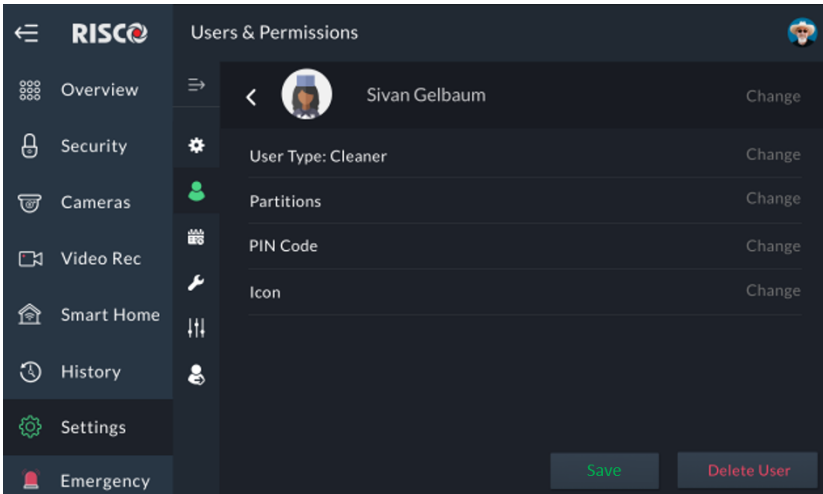 RISCO
Users & Permissions
Overview
Security
Cameras
Video Rec
Smart Home
History
Settings
Emergency
Sivan Gelbaum
Change
User Type: Cleaner
Change
Partitions
Change
PIN Code
Change
Icon
Change
Save
Delete User